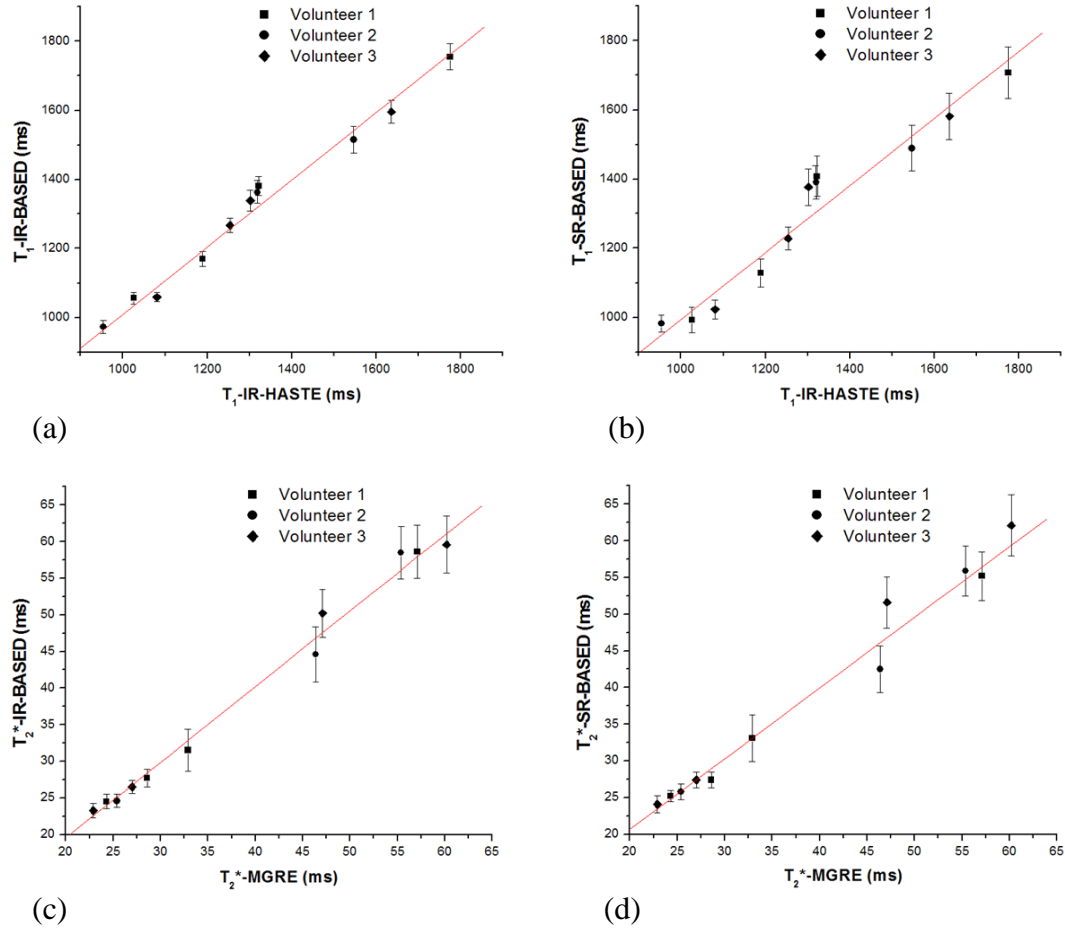 Volunteer 1
Volunteer 2
Volunteer 3
T₁-IR-BASED (ms)
1800
1600
1400
1200
1000
1000 1200 1400 1600 1800
T₁-IR-HASTE (ms)
(a)
Volunteer 1
Volunteer 2
Volunteer 3
T₁-SR-BASED (ms)
1800
1600
1400
1200
1000
1000 1200 1400 1600 1800
T₁-IR-HASTE (ms)
(b)
Volunteer 1
Volunteer 2
Volunteer 3
T₂*-IR-BASED (ms)
65
60
55
50
45
40
35
30
25
20
20 25 30 35 40 45 50 55 60 65
T₂*-MGRE (ms)
(c)
Volunteer 1
Volunteer 2
Volunteer 3
T₂*-SR-BASED (ms)
65
60
55
50
45
40
35
30
25
20
20 25 30 35 40 45 50 55 60 65
T₂*-MGRE (ms)
(d)